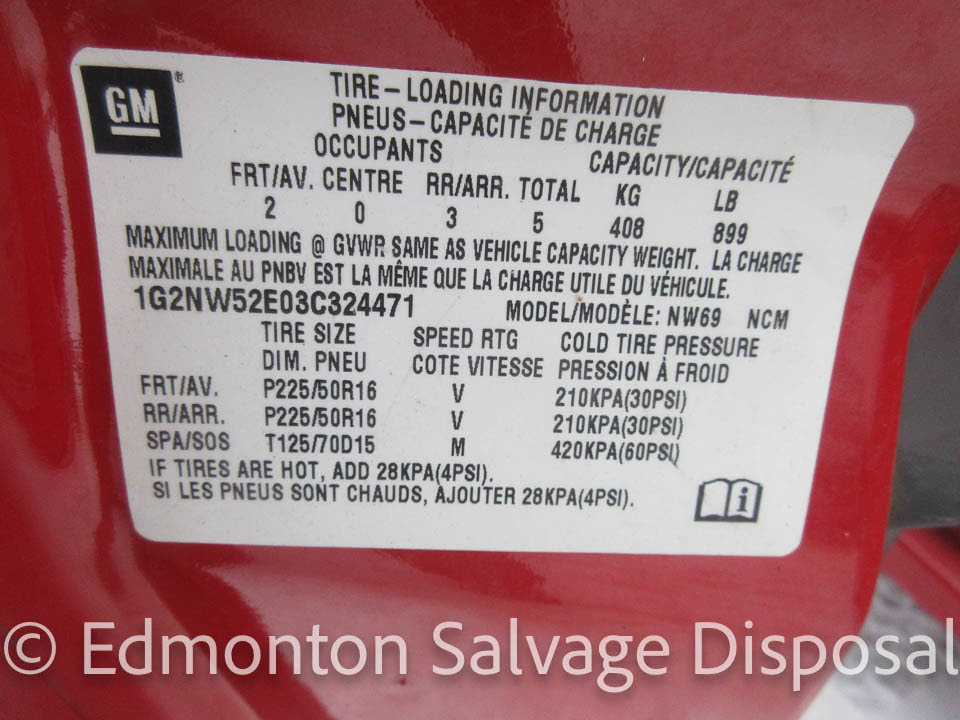 GM
TIRE-LOADING INFORMATION
PNEUS-CAPACITÉ DE CHARGE
OCCUPANTS CAPACITY/CAPACITÉ
FRT/AV. CENTRE RR/ARR. TOTAL KG LB
2 0 3 5 408 899
MAXIMUM LOADING @ GVWR SAME AS VEHICLE CAPACITY WEIGHT. LA CHARGE
MAXIMALE AU PNBV EST LA MÊME QUE LA CHARGE UTILE DU VÉHICULE.
1G2NW52E03C324471 MODEL/MODÈLE: NW69 NCM
TIRE SIZE SPEED RTG COLD TIRE PRESSURE
DIM. PNEU COTE VITESSE PRESSION À FROID
FRT/AV. P225/50R16 V 210KPA(30PSI)
RR/ARR. P225/50R16 V 210KPA(30PSI)
SPA/SOS T125/70D15 M 420KPA(60PSI)
IF TIRES ARE HOT, ADD 28KPA(4PSI).
SI LES PNEUS SONT CHAUDS, AJOUTER 28KPA(4PSI).
© Edmonton Salvage Disposal